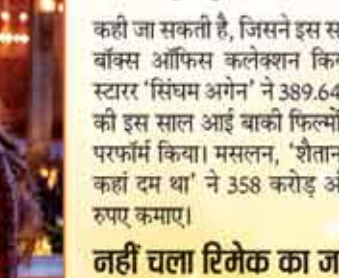 कही जा सकती है, जिसने इस स
बॉक्स ऑफिस कलेक्शन किय
स्टारर 'सिंघम अगेन' ने 389.64
की इस साल आई बाकी फिल्मों
परफॉर्म किया। मसलन, 'शैतान
कहां दम था' ने 358 करोड़ अ
रुपए कमाए।
नहीं चला रिमेक का ज